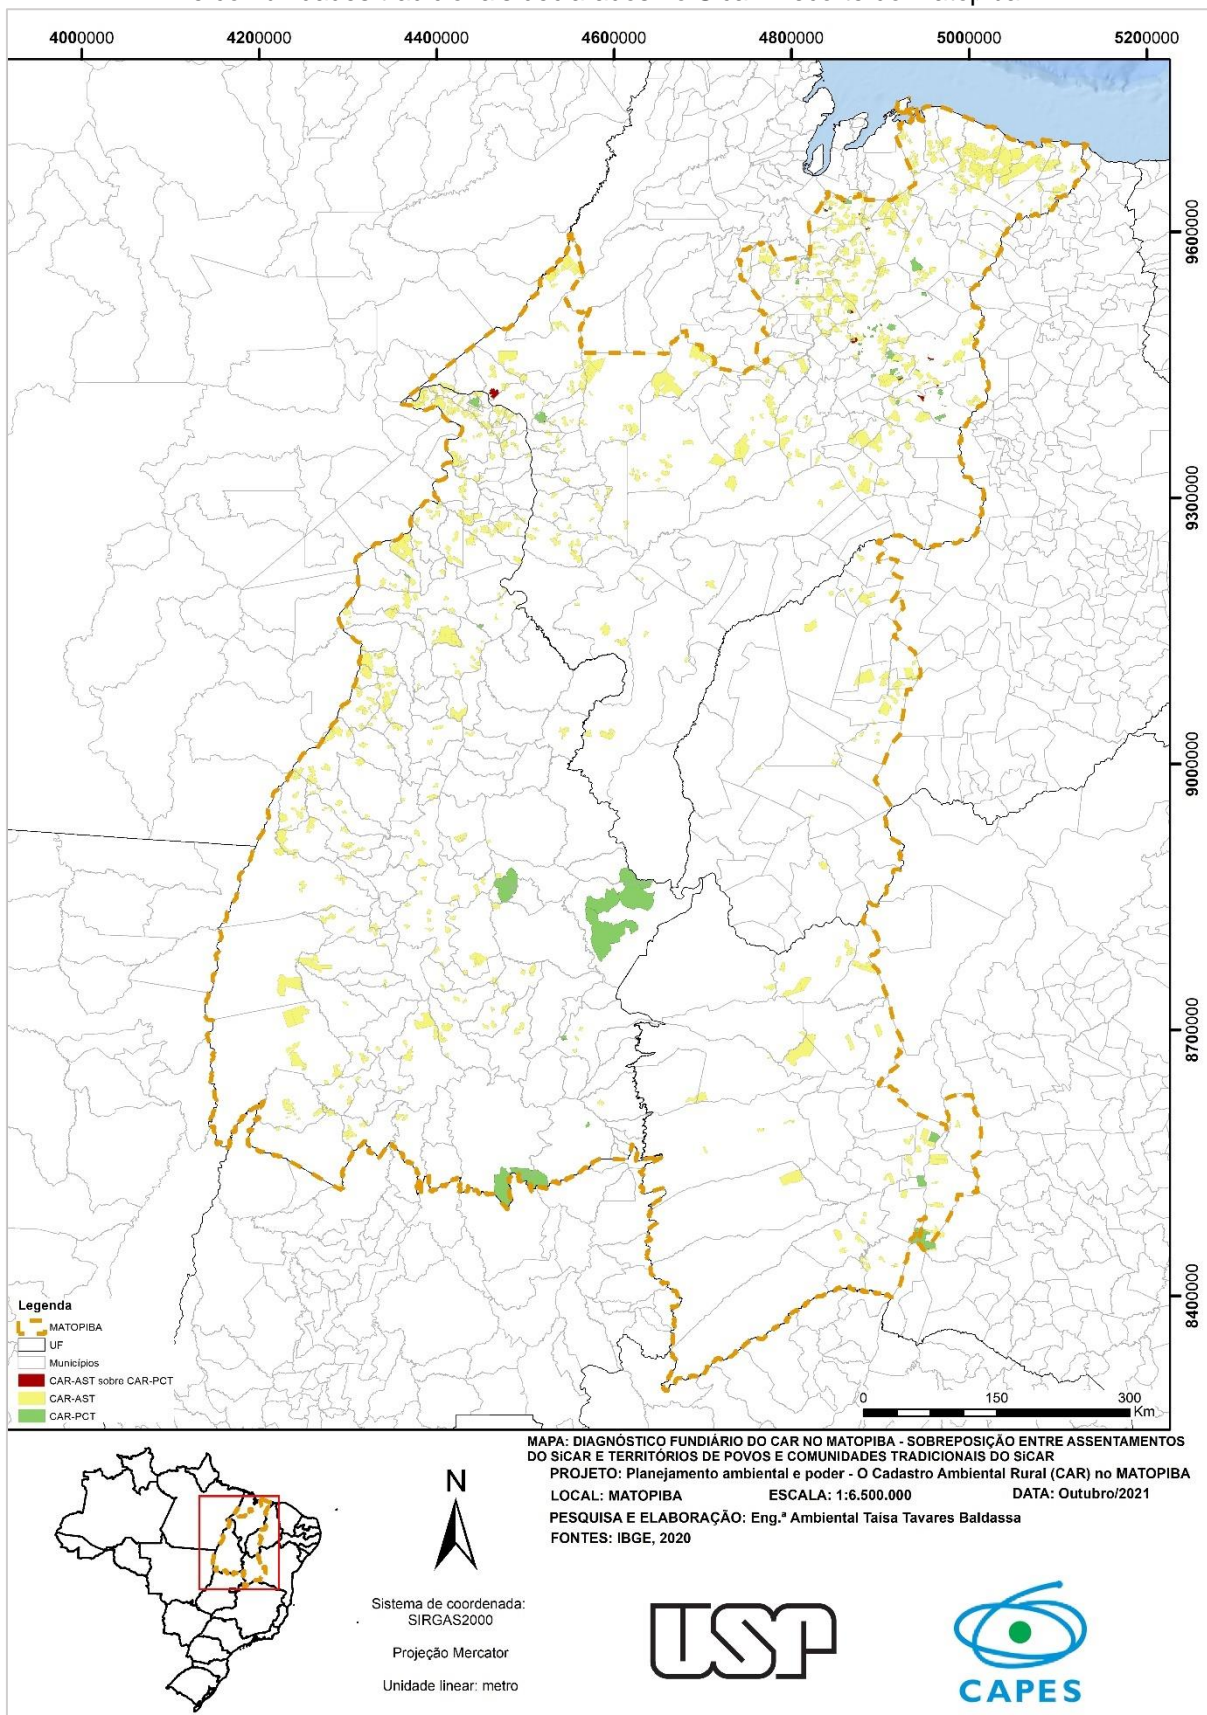 4000000 4200000 4400000 4600000 4800000 5000000 5200000
9600000
9300000
9000000
8700000
8400000
Legenda
MATOPIBA
UF
Municípios
CAR-AST sobre CAR-PCT
CAR-AST
CAR-PCT
0 150 300
Km
MAPA: DIAGNÓSTICO FUNDIÁRIO DO CAR NO MATOPIBA - SOBREPOSIÇÃO ENTRE ASSENTAMENTOS
DO SiCAR E TERRITÓRIOS DE POVOS E COMUNIDADES TRADICIONAIS DO SiCAR
PROJETO: Planejamento ambiental e poder - O Cadastro Ambiental Rural (CAR) no MATOPIBA
LOCAL: MATOPIBA ESCALA: 1:6.500.000 DATA: Outubro/2021
PESQUISA E ELABORAÇÃO: Eng.ª Ambiental Taísa Tavares Baldassa
FONTES: IBGE, 2020
N
Sistema de coordenada:
SIRGAS2000
Projeção Mercator
Unidade linear: metro
USP
CAPES